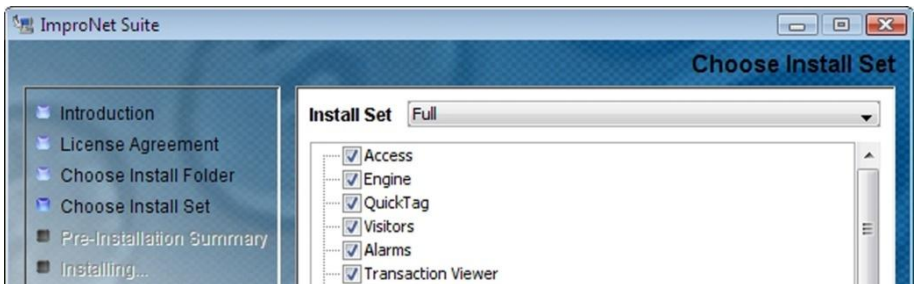 ImproNet Suite
Choose Install Set
Introduction
License Agreement
Choose Install Folder
Choose Install Set
Pre-Installation Summary
Installing...
Install Set Full
Access
Engine
QuickTag
Visitors
Alarms
Transaction Viewer